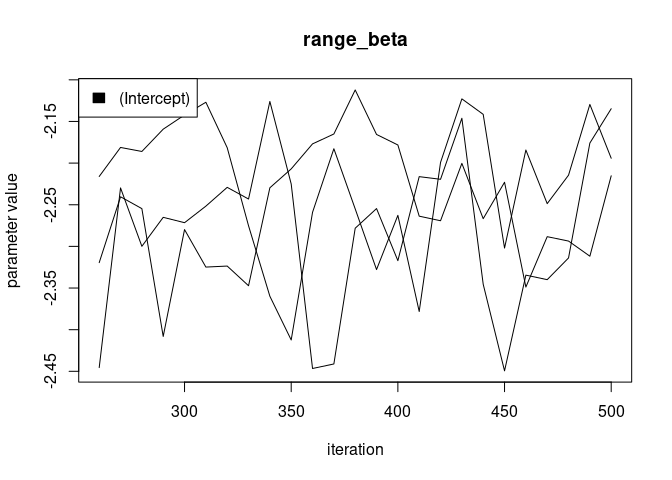 range_beta
(Intercept)
parameter value
-2.15
-2.25
-2.35
-2.45
300 350 400 450 500
iteration